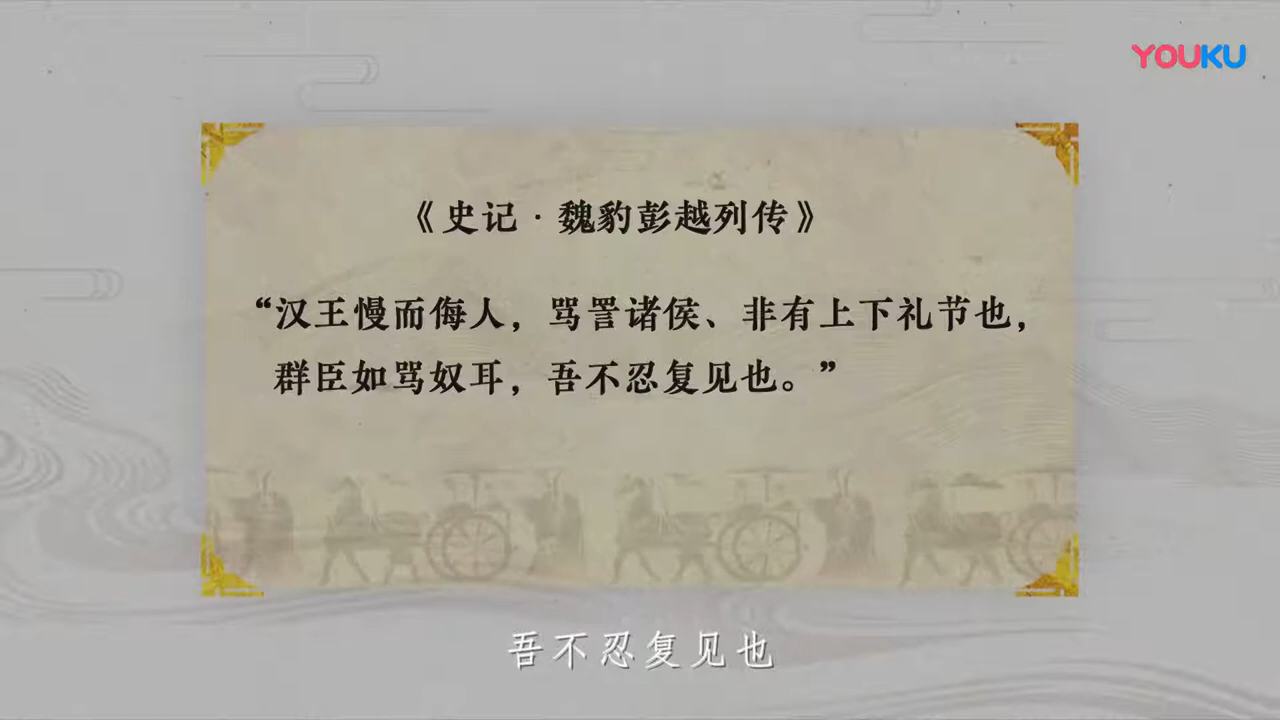 YOUKU
《史记·魏豹彭越列传》
“汉王慢而侮人，骂詈诸侯、非有上下礼节也，
群臣如骂奴耳，吾不忍复见也。”
吾不忍复见也